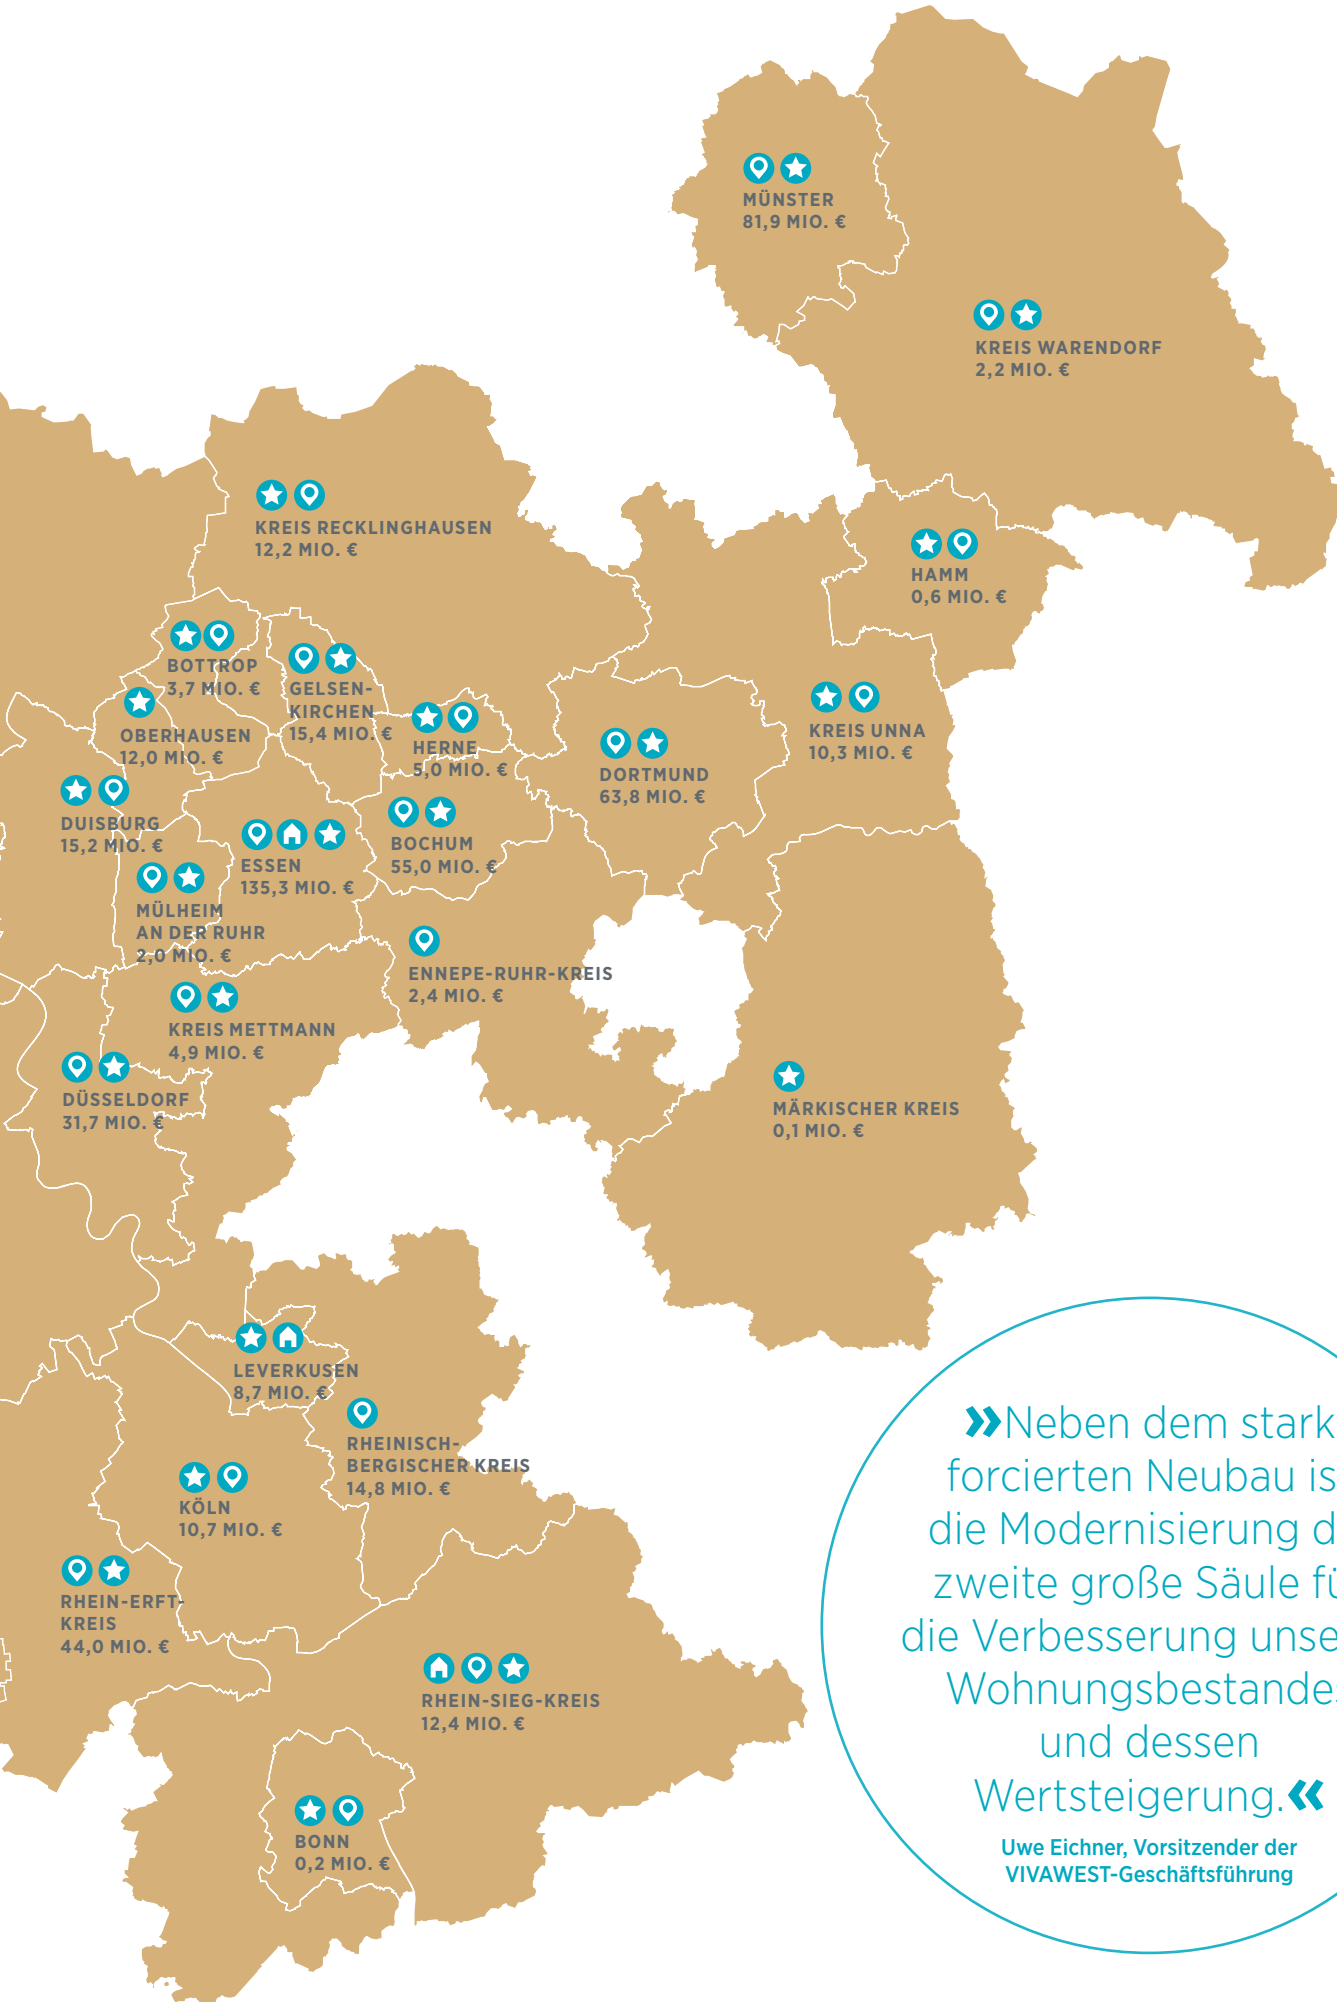 MÜNSTER
81,9 MIO. €
KREIS WARENDORF
2,2 MIO. €
KREIS RECKLINGHAUSEN
12,2 MIO. €
HAMM
0,6 MIO. €
BOTTROP
3,7 MIO. €
GELSEN-
KIRCHEN
15,4 MIO. €
OBERHAUSEN
12,0 MIO. €
HERNE
5,0 MIO. €
KREIS UNNA
10,3 MIO. €
DORTMUND
63,8 MIO. €
DUISBURG
15,2 MIO. €
ESSEN
135,3 MIO. €
BOCHUM
55,0 MIO. €
MÜLHEIM
AN DER RUHR
2,0 MIO. €
ENNEPE-RUHR-KREIS
2,4 MIO. €
KREIS METTMANN
4,9 MIO. €
DÜSSELDORF
31,7 MIO. €
MÄRKISCHER KREIS
0,1 MIO. €
LEVERKUSEN
8,7 MIO. €
RHEINISCH-
BERGISCHER KREIS
14,8 MIO. €
KÖLN
10,7 MIO. €
RHEIN-ERFT-
KREIS
44,0 MIO. €
RHEIN-SIEG-KREIS
12,4 MIO. €
BONN
0,2 MIO. €
»Neben dem stark
forcierten Neubau
die Modernisierung
zweite große Säule
die Verbesserung
Wohnungsbestandes
und dessen
Wertsteigerung.«
Uwe Eichner, Vorsitzender der
VIVAWEST-Geschäftsführung